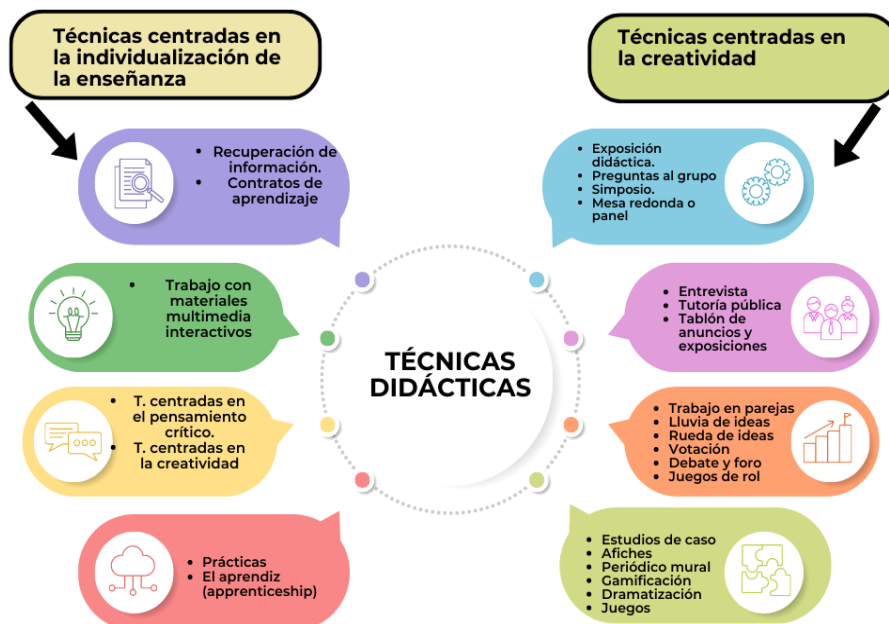 Técnicas centradas en
la individualización de
la enseñanza
Técnicas centradas en
la creatividad
• Recuperación de
información.
• Contratos de
aprendizaje
• Trabajo con
materiales
multimedia
interactivos
• T. centradas en
el pensamiento
crítico.
• T. centradas en
la creatividad
• Prácticas
• El aprendiz
(apprenticeship)
TÉCNICAS
DIDÁCTICAS
• Exposición
didáctica.
• Preguntas al grupo
• Simposio.
• Mesa redonda o
panel
• Entrevista
• Tutoría pública
• Tablón de
anuncios y
exposiciones
• Trabajo en parejas
• Lluvia de ideas
• Rueda de ideas
• Votación
• Debate y foro
• Juegos de rol
• Estudios de caso
• Afiches
• Periódico mural
• Gamificación
• Dramatización
• Juegos